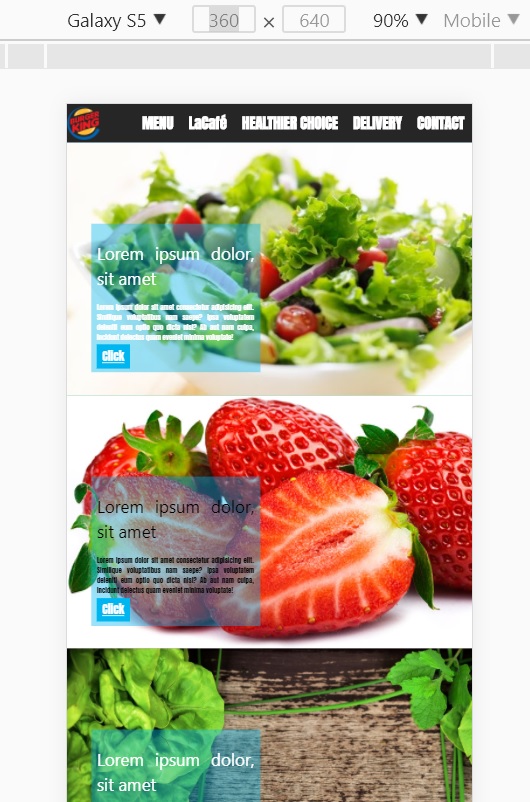 Galaxy S5 ▼ 360 × 640 90% ▼ Mobile ▼
BURGER
KING
MENU LaCafé HEALTHIER CHOICE DELIVERY CONTACT
Lorem ipsum dolor,
sit amet
Lorem ipsum dolor sit amet consectetur adipisicing elit.
Similique voluptatibus nam saepe? Ipsa voluptatem
deleniti eum optio quo dicta nisi? Ab aut nam culpa,
incidunt delectus quam eveniet minima voluptate!
Click
Lorem ipsum dolor,
sit amet
Lorem ipsum dolor sit amet consectetur adipisicing elit.
Similique voluptatibus nam saepe? Ipsa voluptatem
deleniti eum optio quo dicta nisi? Ab aut nam culpa,
incidunt delectus quam eveniet minima voluptate!
Click
Lorem ipsum dolor,
sit amet